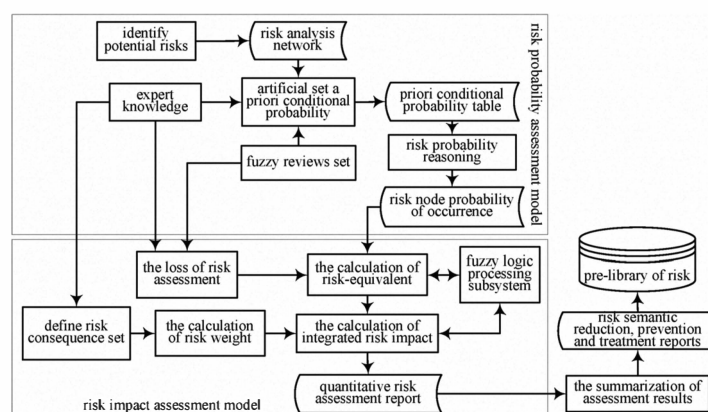 identify
potential risks
risk analysis
network
expert
knowledge
artificial set a
priori conditional
probability
priori conditional
probability table
fuzzy reviews set
risk probability
reasoning
risk node probability
of occurrence
risk probability assessment model
the loss of risk
assessment
the calculation of
risk-equivalent
fuzzy logic
processing
subsystem
pre-library of risk
define risk
consequence set
the calculation
of risk weight
the calculation of
integrated risk impact
risk semantic
reduction, prevention
and treatment reports
quantitative risk
assessment report
the summarization of
assessment results
risk impact assessment model